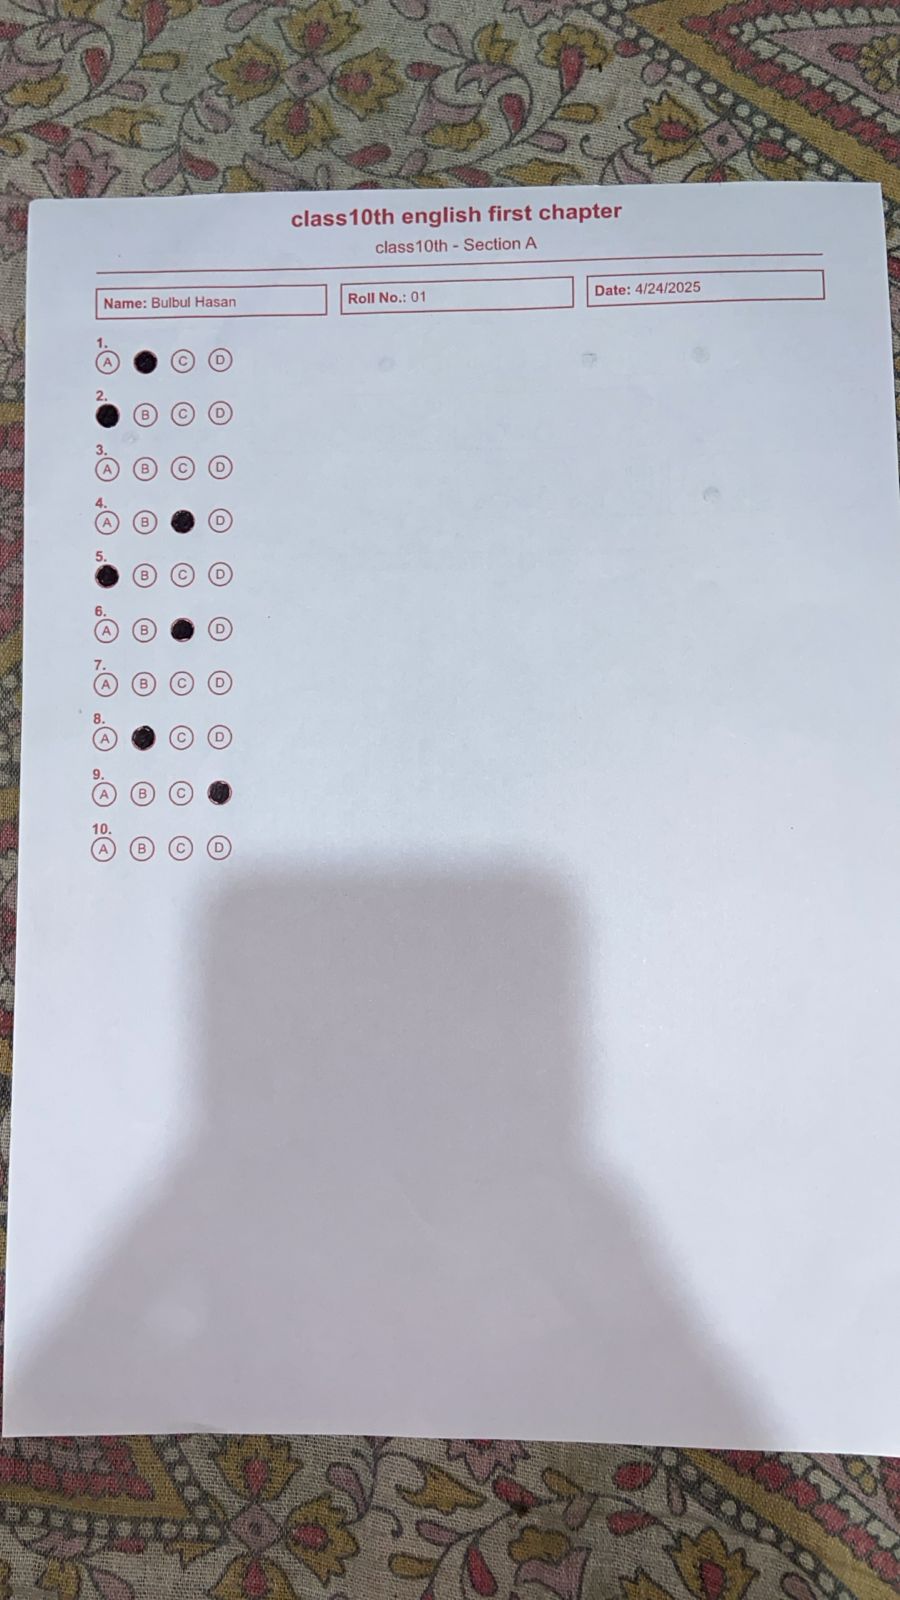 class10th english first chapter
class10th - Section A
Name: Bulbul Hasan Roll No.: 01 Date: 4/24/2025
1.
A C D
2.
B C D
3.
A B C D
4.
A B D
5.
B C D
6.
A B D
7.
A B C D
8.
A C D
9.
A B C
10.
A B C D